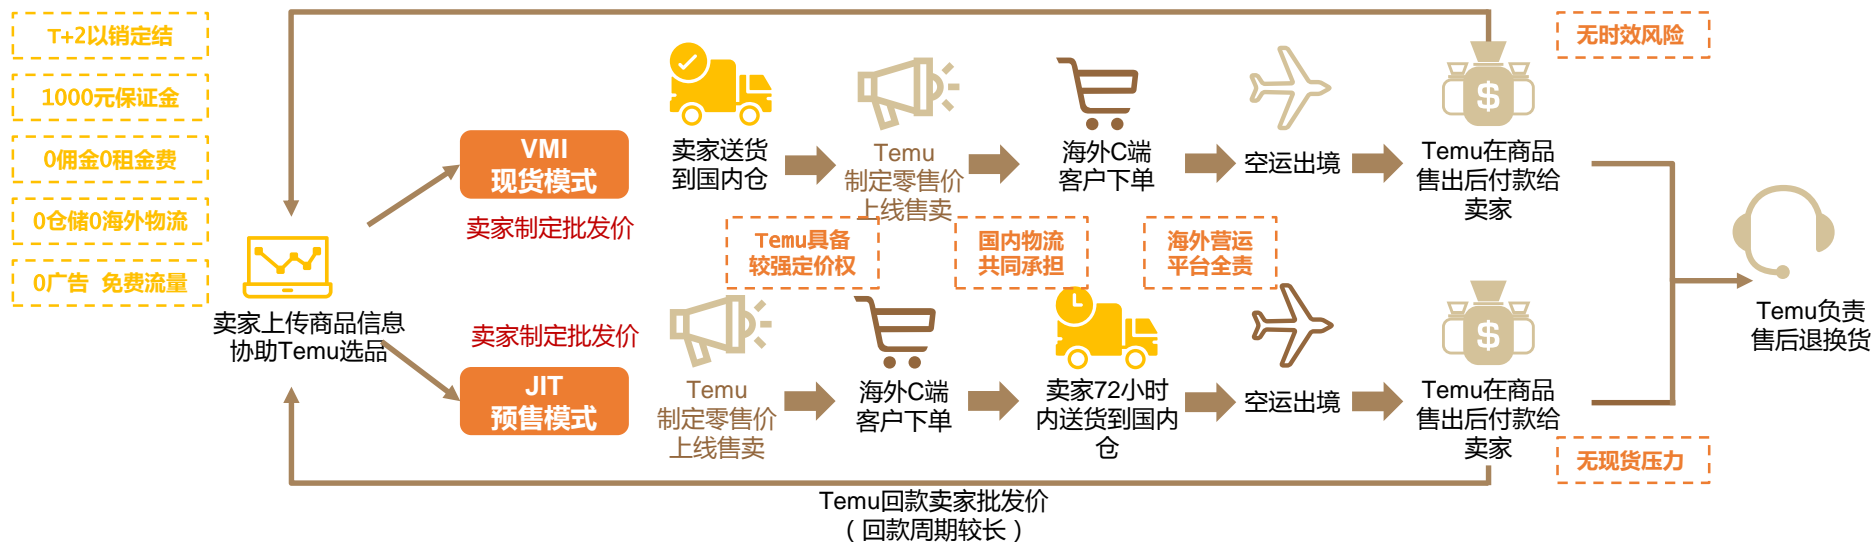 T+2以销定结
1000元保证金
0佣金0租金费
0仓储0海外物流
0广告 免费流量
卖家上传商品信息
协助Temu选品
VMI
现货模式
卖家制定批发价
卖家送货
到国内仓
Temu
制定零售价
上线售卖
海外C端
客户下单
空运出境
Temu在商品
售出后付款给
卖家
无时效风险
Temu具备
较强定价权
国内物流
共同承担
海外营运
平台全责
卖家制定批发价
JIT
预售模式
Temu
制定零售价
上线售卖
海外C端
客户下单
卖家72小时
内送货到国内
仓
空运出境
Temu在商品
售出后付款给
卖家
无现货压力
Temu负责
售后退换货
Temu回款卖家批发价
（回款周期较长）